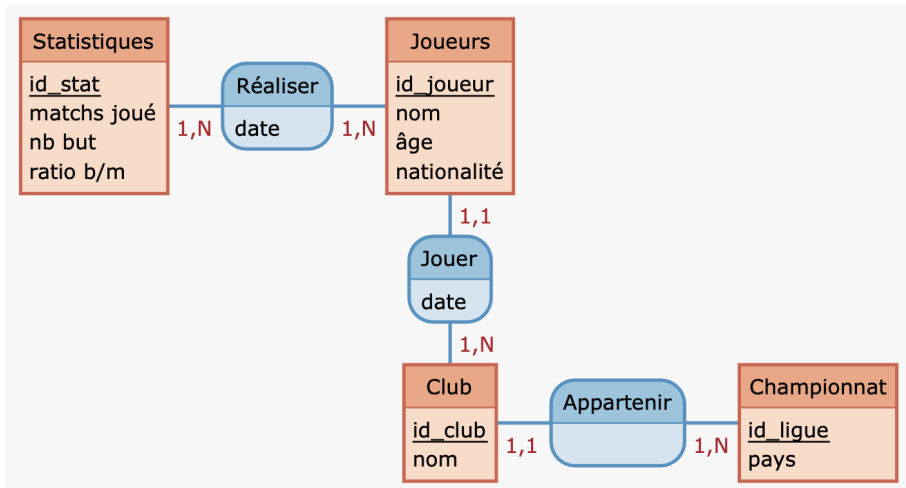 Statistiques
id_stat
matchs joué
nb but
ratio b/m
1,N
Réaliser
date
1,N
Joueurs
id_joueur
nom
âge
nationalité
1,1
Jouer
date
1,N
Club
id_club
nom
1,1
Appartenir
1,N
Championnat
id_ligue
pays